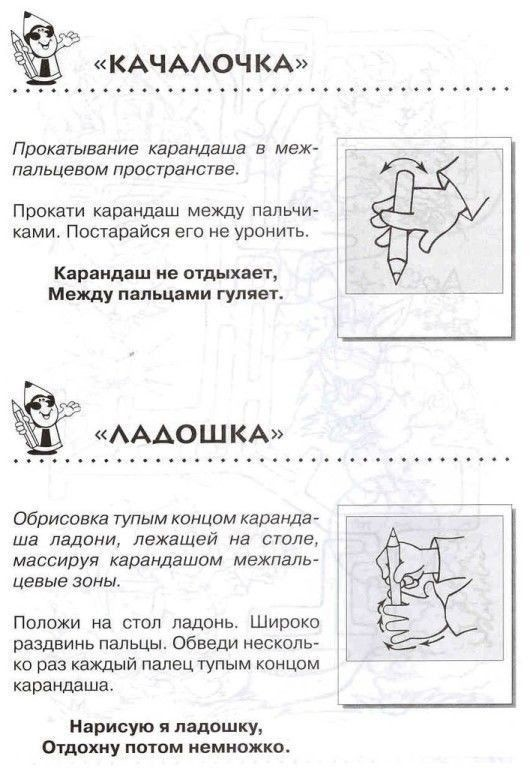 «КАЧАЛОЧКА»
Прокатывание карандаша в меж-
пальцевом пространстве.
Прокати карандаш между пальчи-
ками. Постарайся его не уронить.
Карандаш не отдыхает,
Между пальцами гуляет.
«ЛАДОШКА»
Обрисовка тупым концом каранда-
ша ладони, лежащей на столе,
массируя карандашом межпаль-
цевые зоны.
Положи на стол ладонь. Широко
раздвинь пальцы. Обведи несколь-
ко раз каждый палец тупым концом
карандаша.
Нарисую я ладошку,
Отдохну потом немножко.